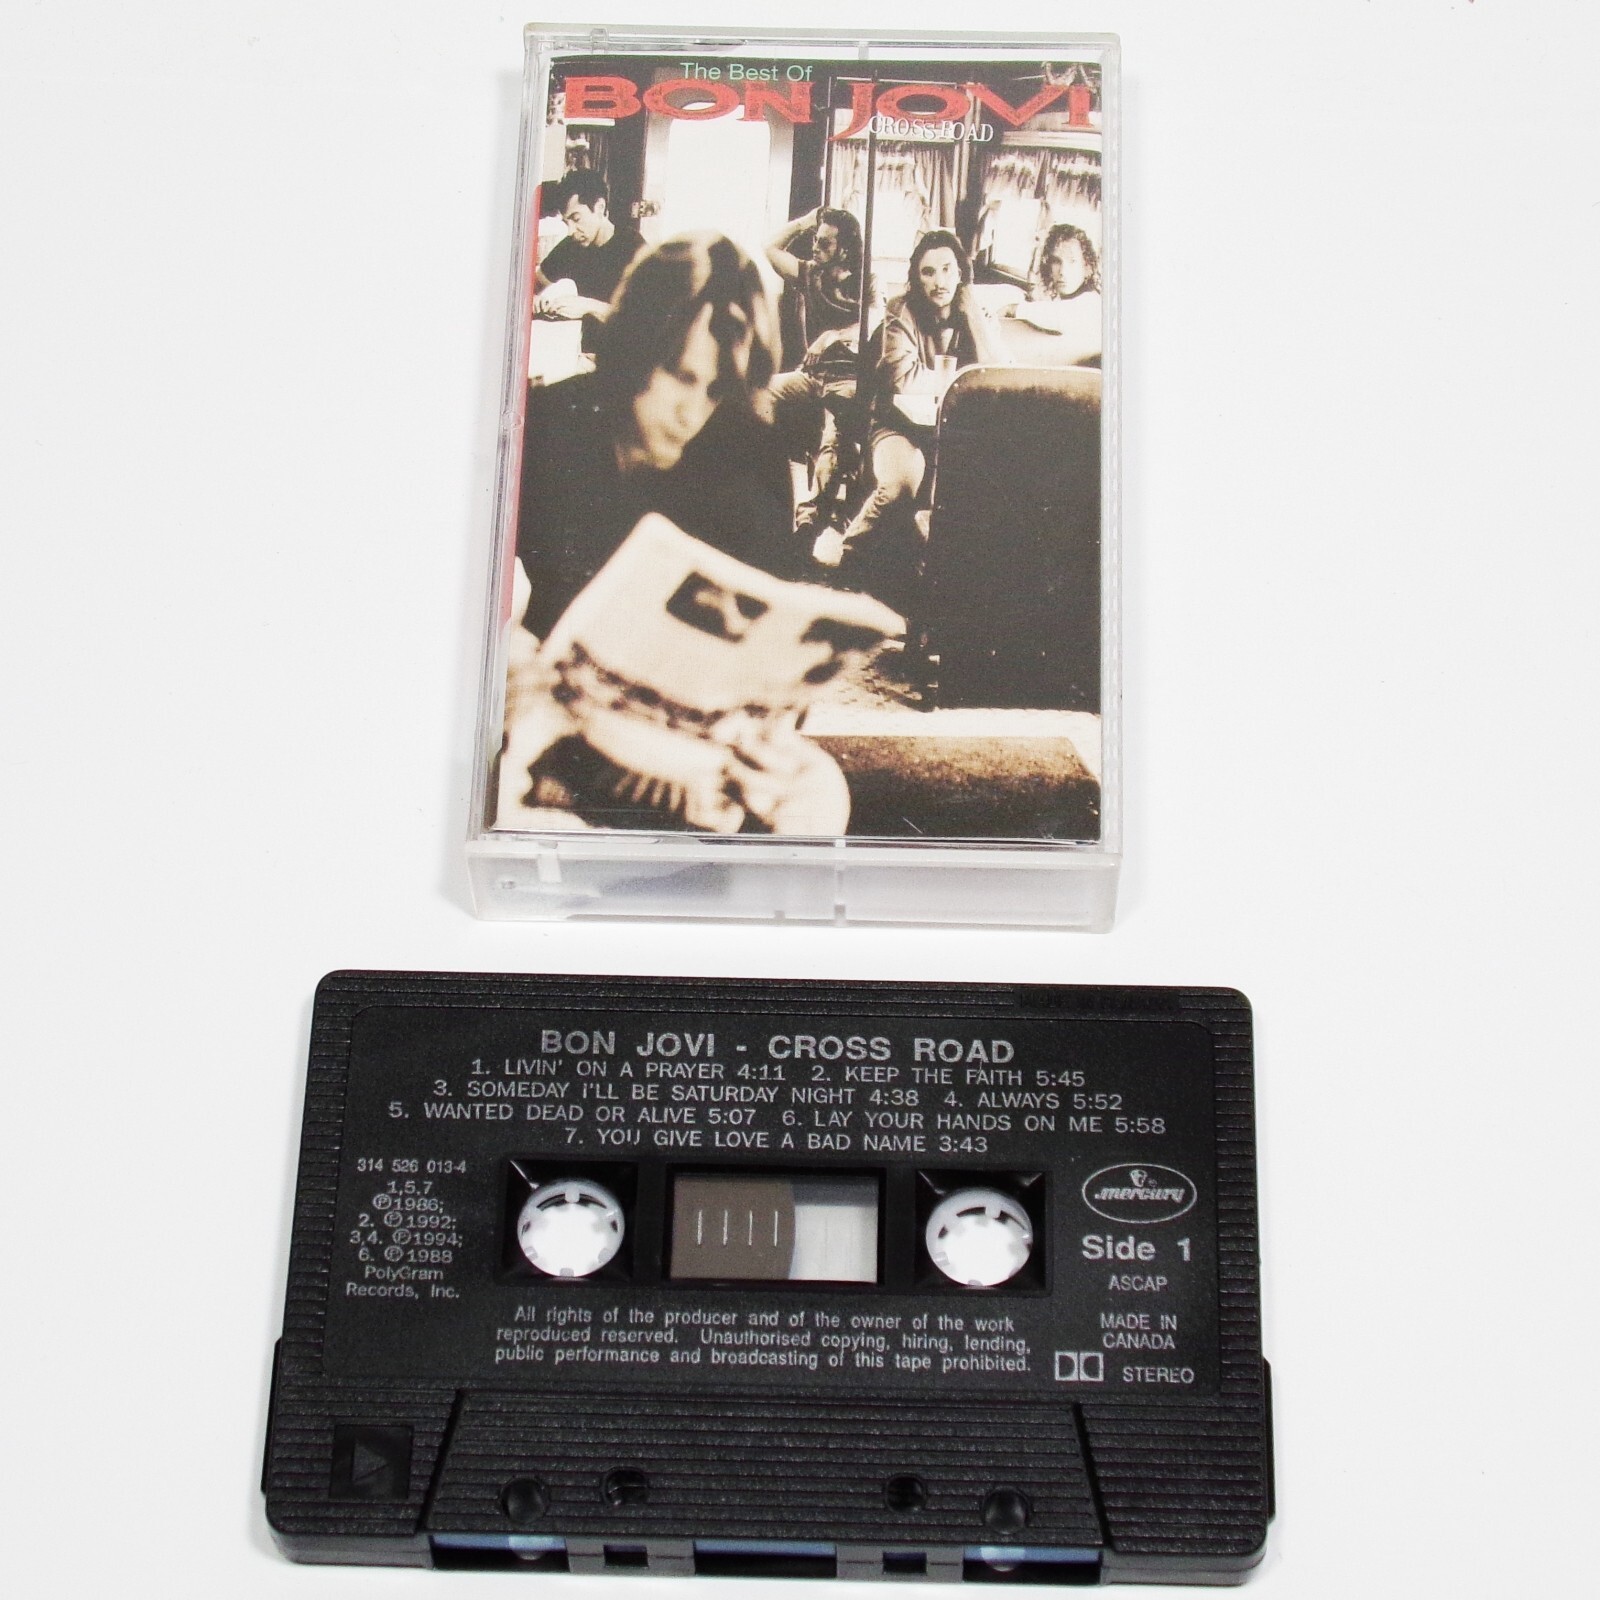 The Best Of
BON JOVI
CROSS ROAD
BON JOVI - CROSS ROAD
1. LIVIN' ON A PRAYER 4:11 2. KEEP THE FAITH 5:45
3. SOMEDAY I'LL BE SATURDAY NIGHT 4:38 4. ALWAYS 5:52
5. WANTED DEAD OR ALIVE 5:07 6. LAY YOUR HANDS ON ME 5:58
7. YOU GIVE LOVE A BAD NAME 3:43
314 526 013-4
1,5,7
℗1986;
2. ℗1992;
3,4. ℗1994;
6. ℗1988
PolyGram
Records, Inc.
mercury
Side 1
ASCAP
MADE IN
CANADA
STEREO
All rights of the producer and of the owner of the work
reproduced reserved. Unauthorised copying, hiring, lending,
public performance and broadcasting of this tape prohibited.